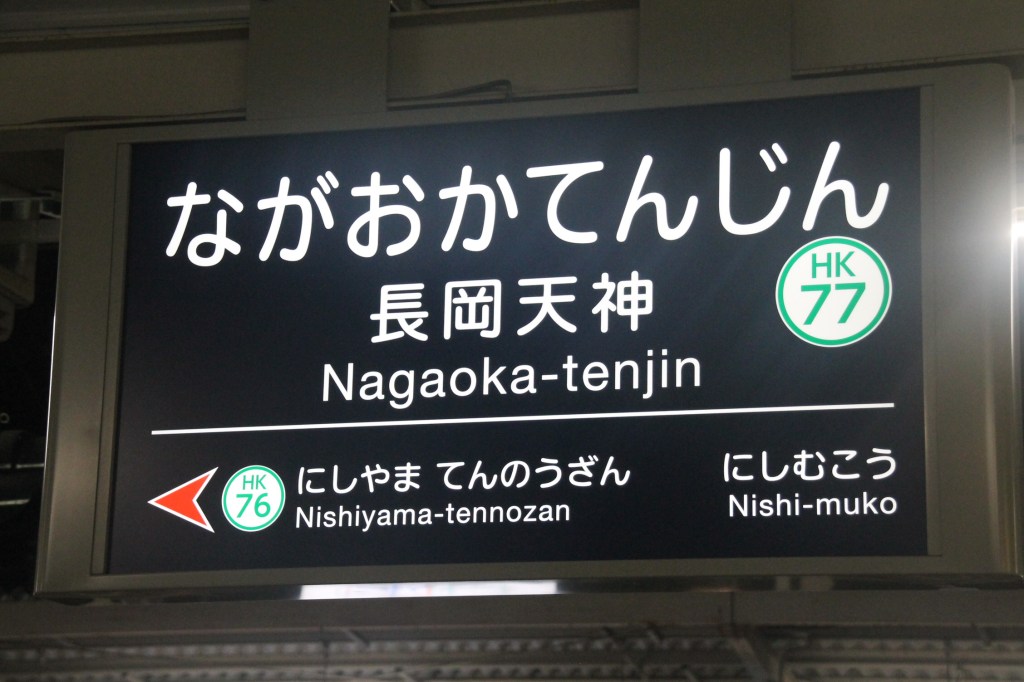 ながおかてんじん
長岡天神
HK
77
Nagaoka-tenjin
HK
76
にしやま てんのうざん
Nishiyama-tennozan
にしむこう
Nishi-muko